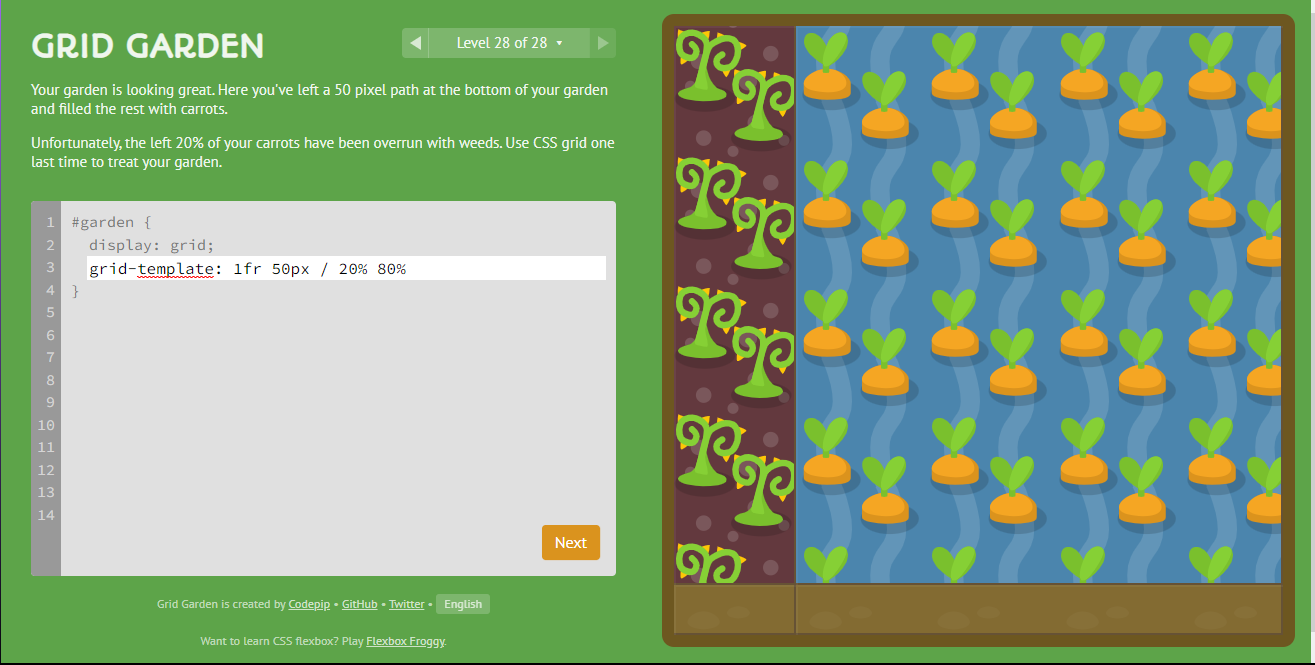 GRID GARDEN
◀ Level 28 of 28 ▾ ▶
Your garden is looking great. Here you've left a 50 pixel path at the bottom of your garden
and filled the rest with carrots.
Unfortunately, the left 20% of your carrots have been overrun with weeds. Use CSS grid one
last time to treat your garden.
1 #garden {
2 display: grid;
3 grid-template: 1fr 50px / 20% 80%
4 }
5
6
7
8
9
10
11
12
13
14
Next
Grid Garden is created by Codepip • GitHub • Twitter • English
Want to learn CSS flexbox? Play Flexbox Froggy.